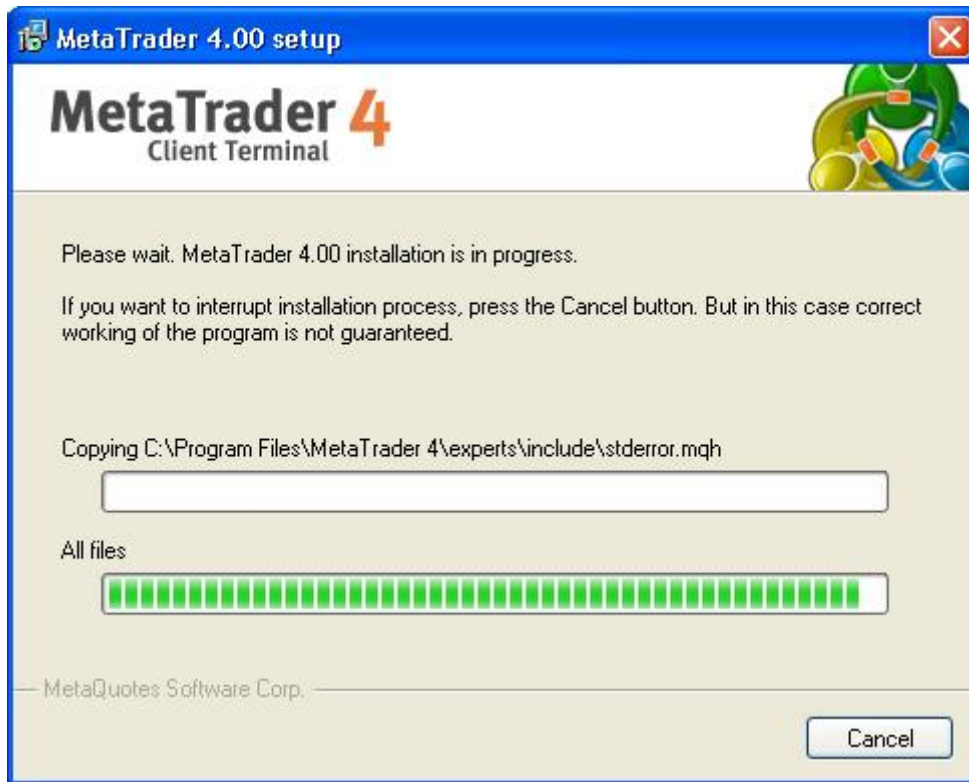 MetaTrader 4.00 setup
MetaTrader 4
Client Terminal
Please wait. MetaTrader 4.00 installation is in progress.
If you want to interrupt installation process, press the Cancel button. But in this case correct
working of the program is not guaranteed.
Copying C:\Program Files\MetaTrader 4\experts\include\stderror.mqh
All files
MetaQuotes Software Corp.
Cancel